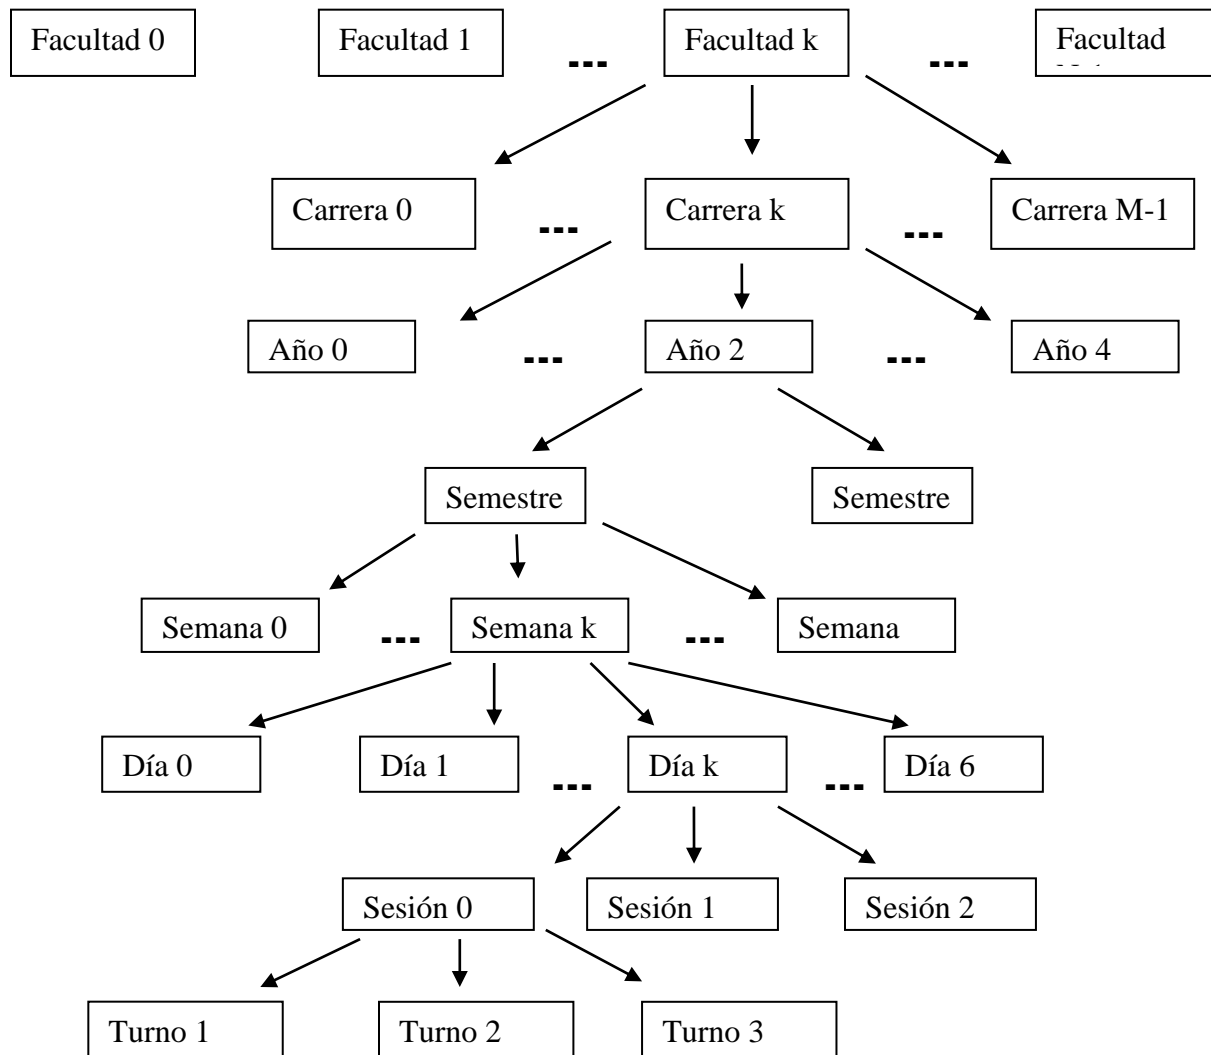 Facultad 0
Facultad 1
Facultad k
Facultad
---
---
Carrera 0
Carrera k
Carrera M-1
---
---
Año 0
Año 2
Año 4
---
---
Semestre
Semestre
Semana 0
Semana k
Semana
---
---
Día 0
Día 1
Día k
Día 6
---
---
Sesión 0
Sesión 1
Sesión 2
Turno 1
Turno 2
Turno 3